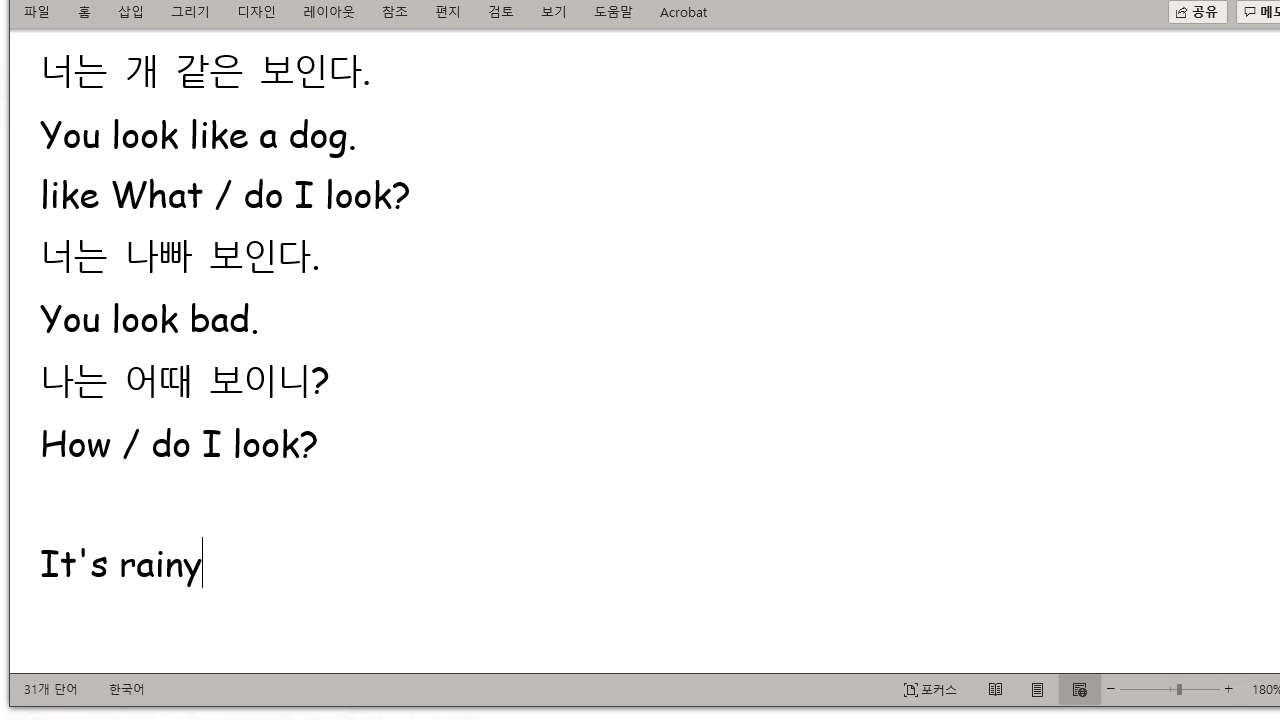 파일 홈 삽입 그리기 디자인 레이아웃 참조 편지 검토 보기 도움말 Acrobat 공유 메모
너는 개 같은 보인다.
You look like a dog.
like What / do I look?
너는 나빠 보인다.
You look bad.
나는 어때 보이니?
How / do I look?
It's rainy
31개 단어 한국어 포커스 180%